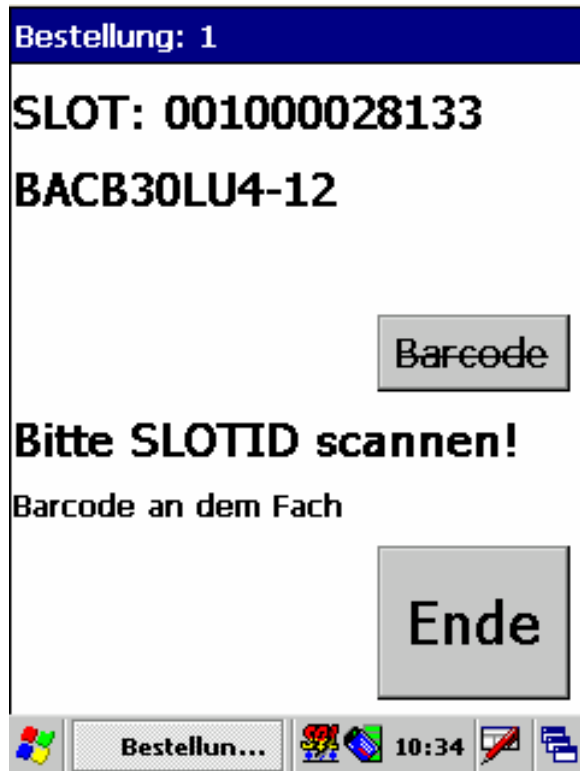 Bestellung: 1
SLOT: 001000028133
BACB30LU4-12
Barcode
Bitte SLOTID scannen!
Barcode an dem Fach
Ende
Bestellun... 10:34